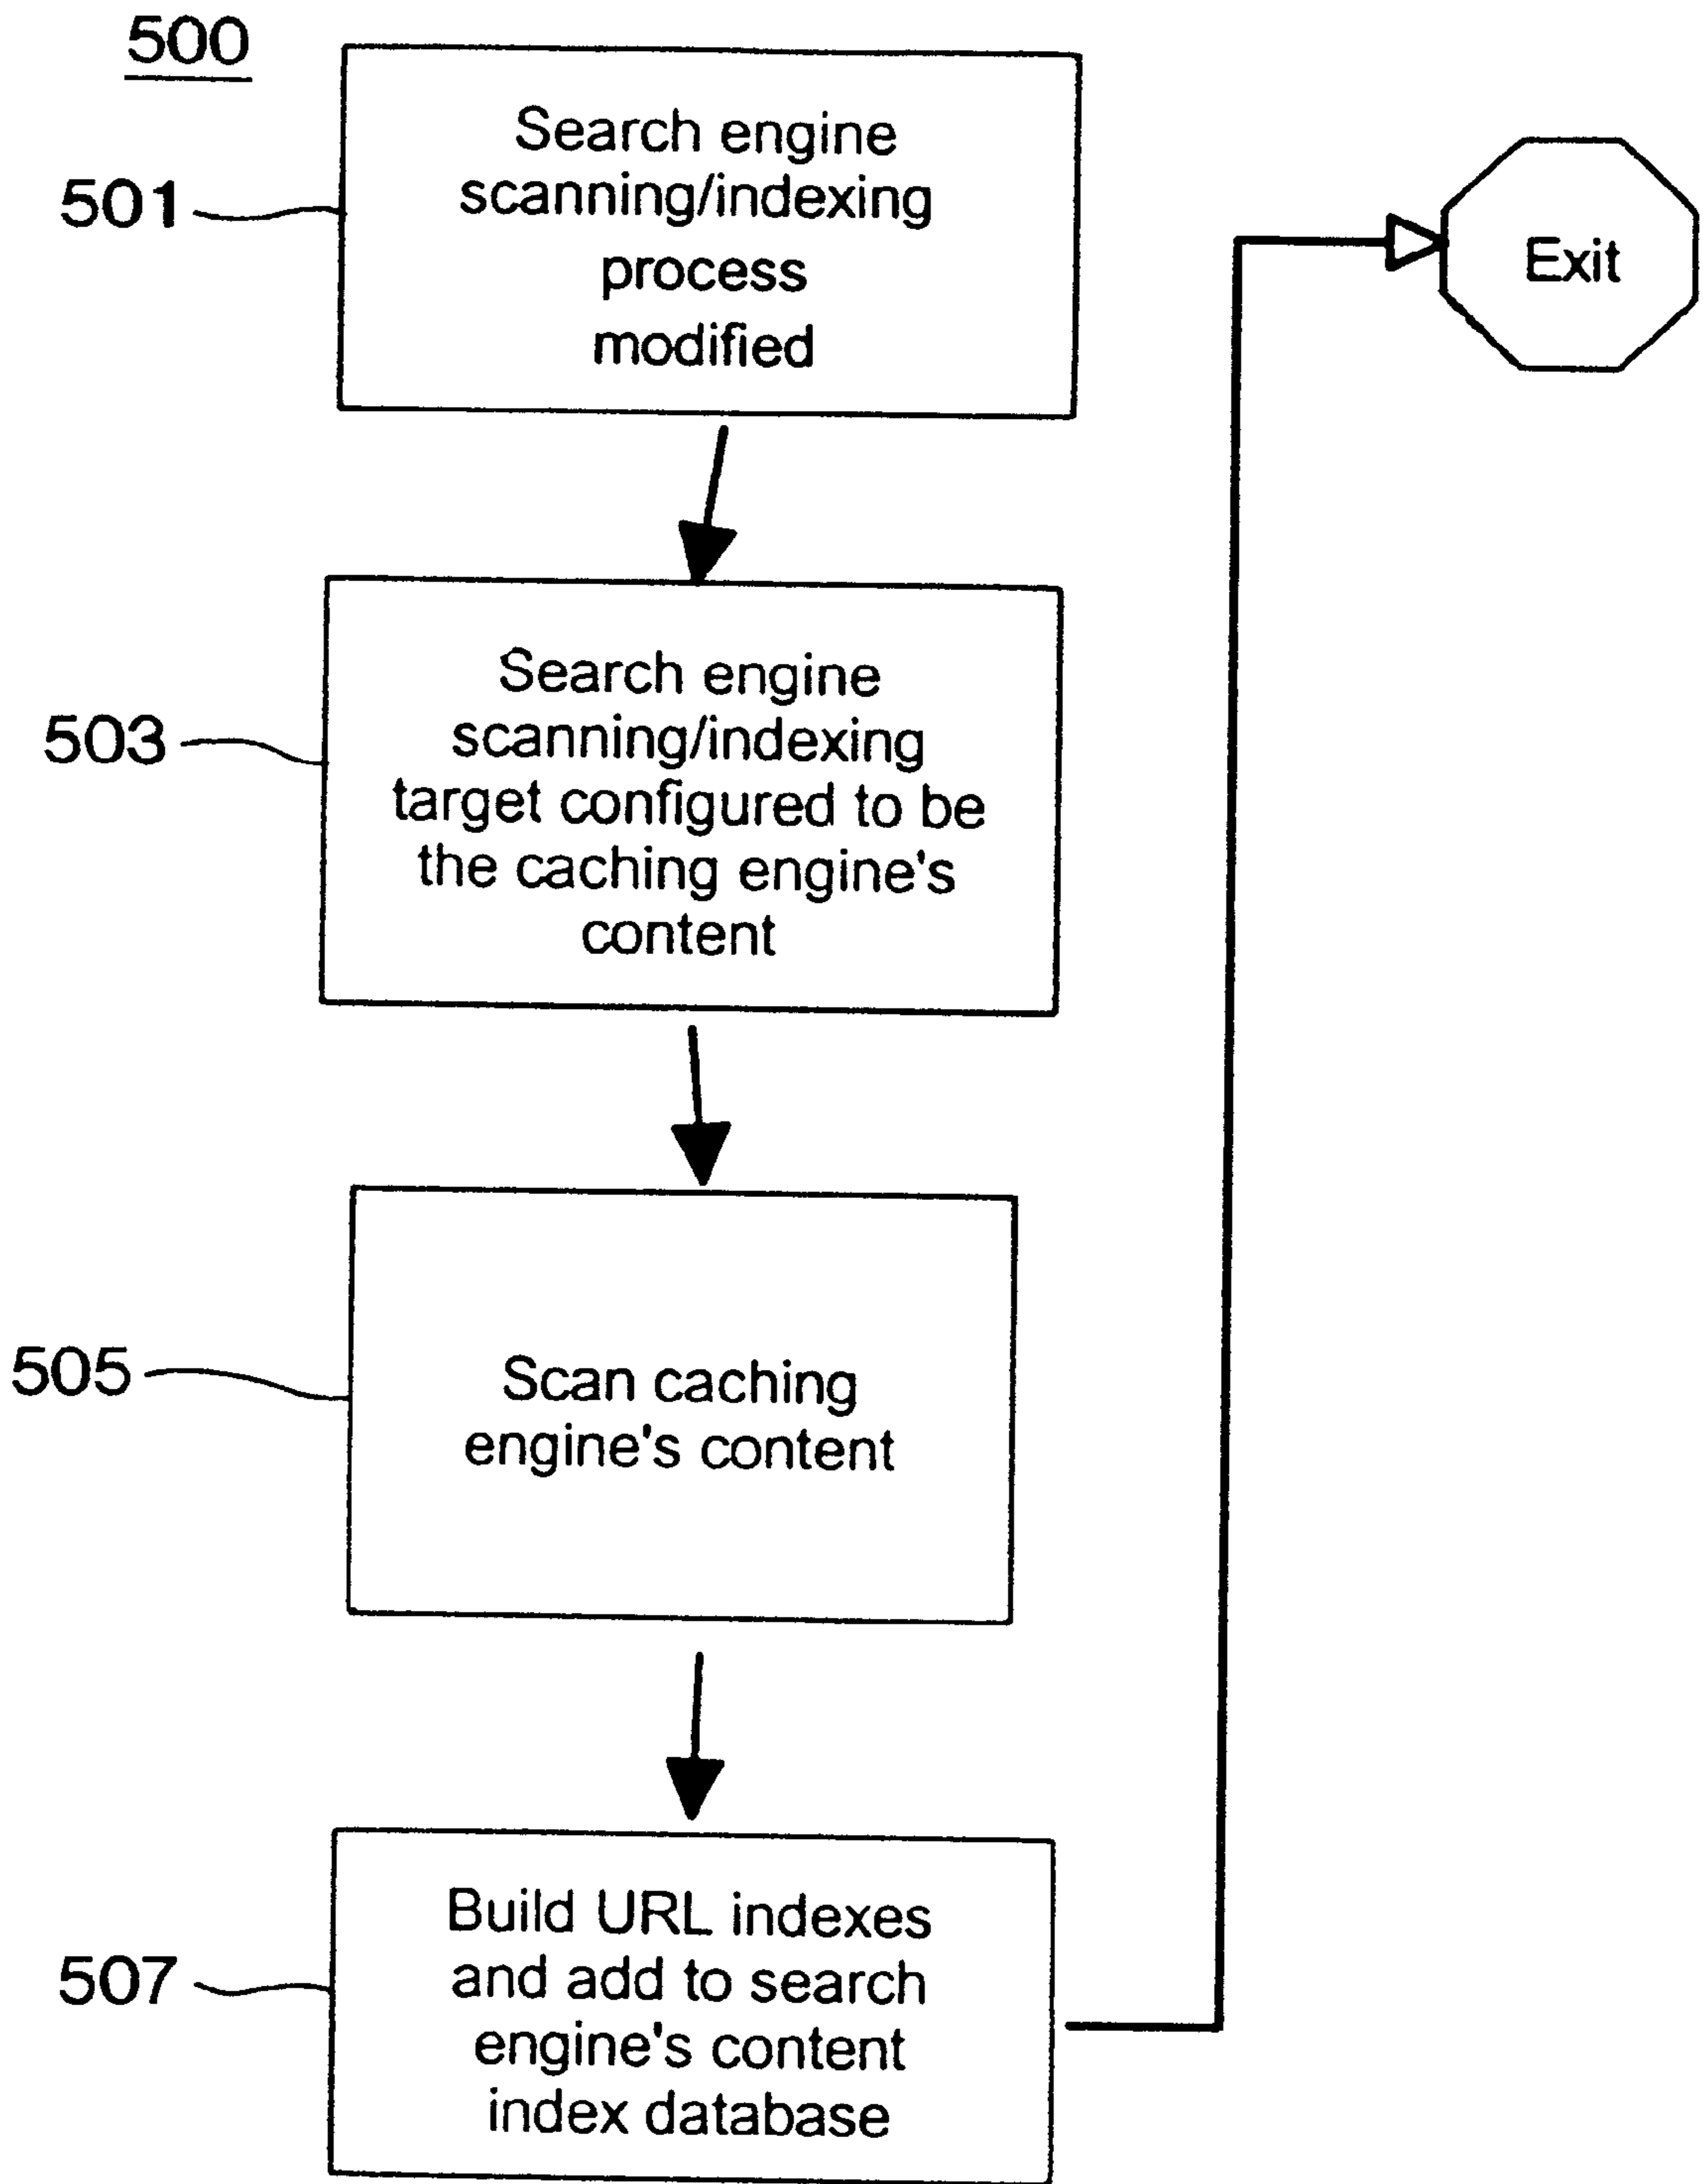 500
501
Search engine
scanning/indexing
process
modified
Exit
503
Search engine
scanning/indexing
target configured to be
the caching engine's
content
505
Scan caching
engine's content
507
Build URL indexes
and add to search
engine's content
index database